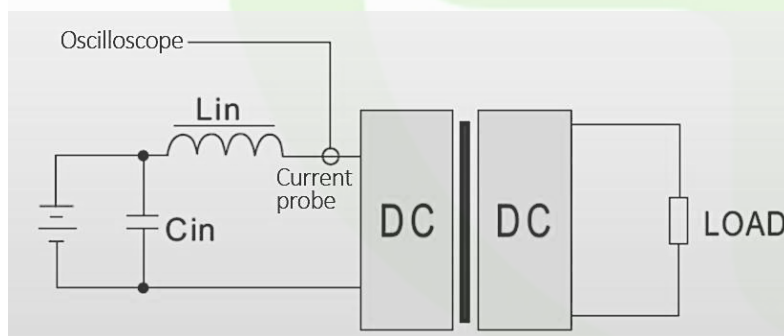 Oscilloscope
Lin
Current
probe
Cin
DC
DC
LOAD